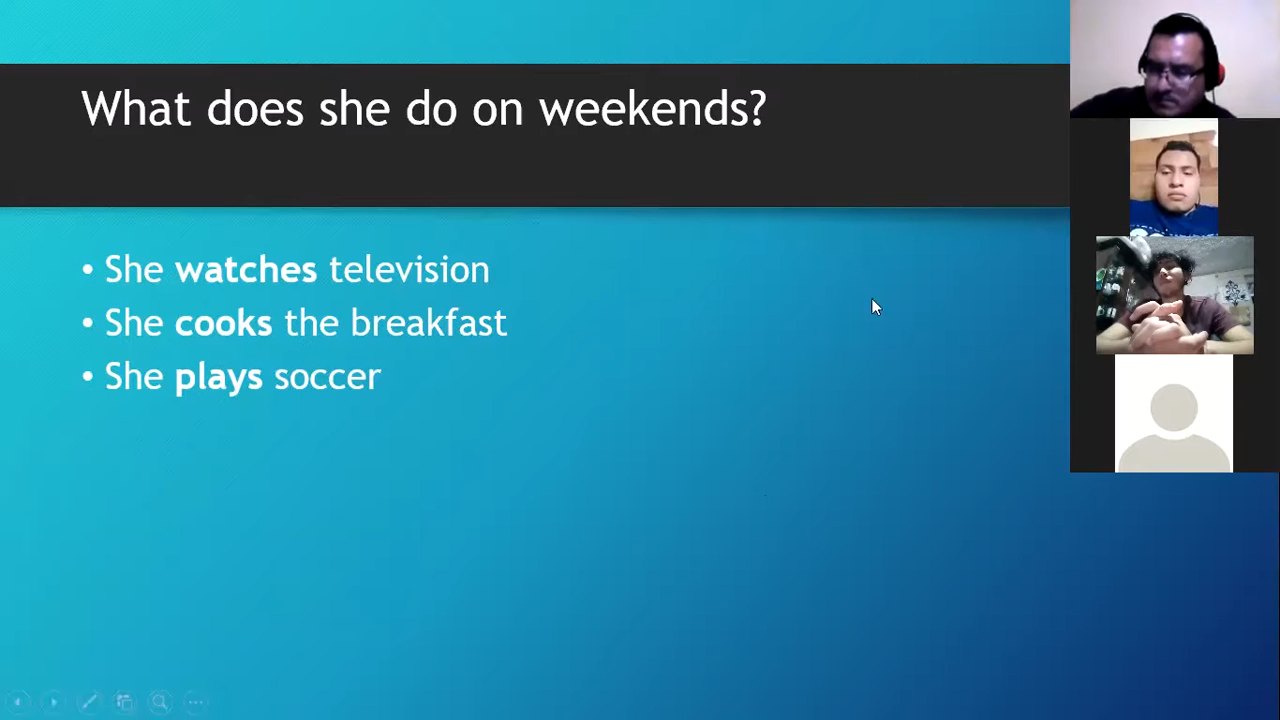 What does she do on weekends?
• She watches television
• She cooks the breakfast
• She plays soccer